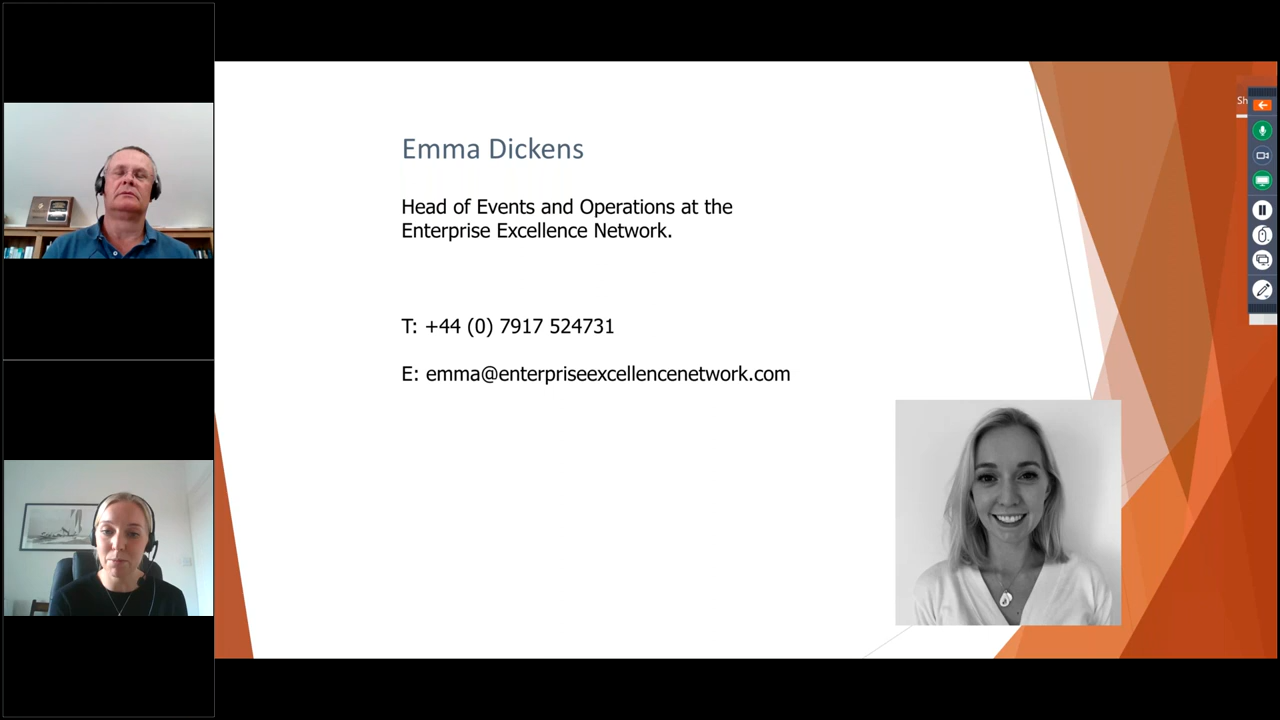 Emma Dickens
Head of Events and Operations at the
Enterprise Excellence Network.
T: +44 (0) 7917 524731
E: emma@enterpriseexcellencenetwork.com
Sh